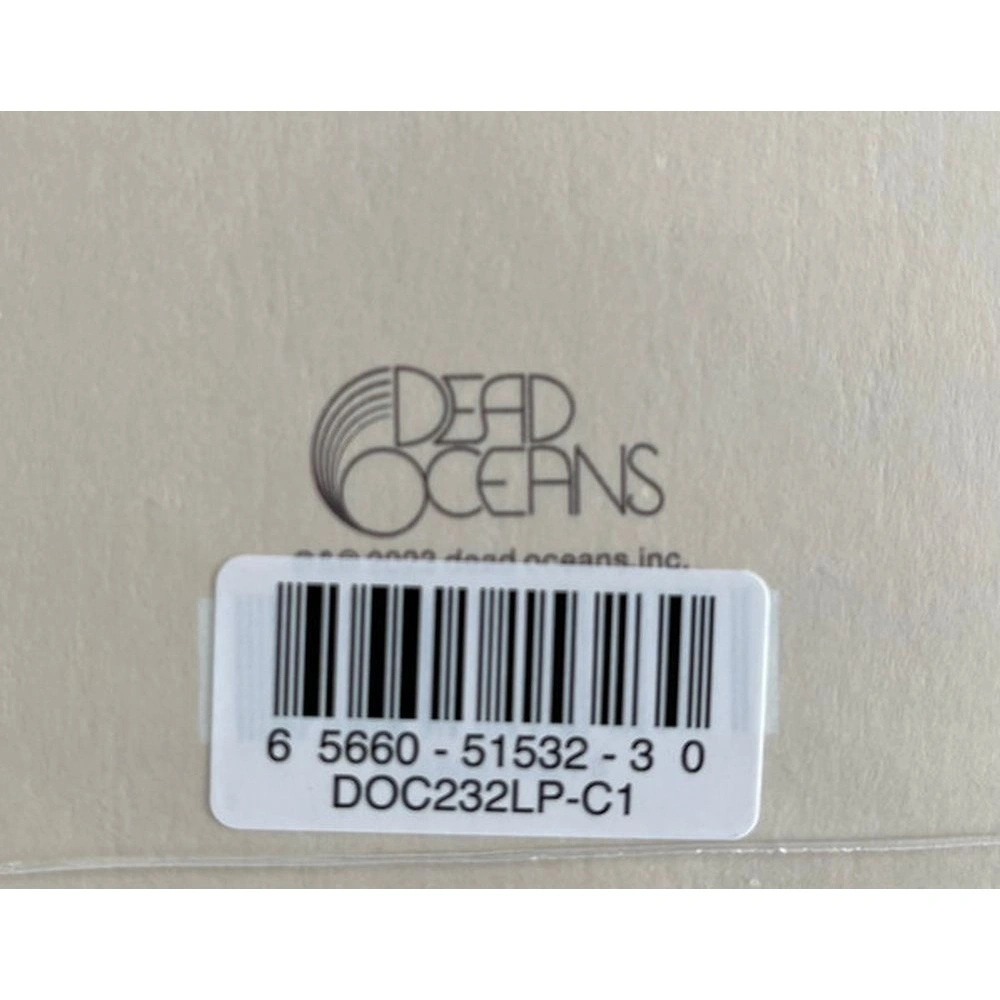 DEAD
OCEANS
dead oceans inc.
6 5660 - 51532 - 3 0
DOC232LP-C1